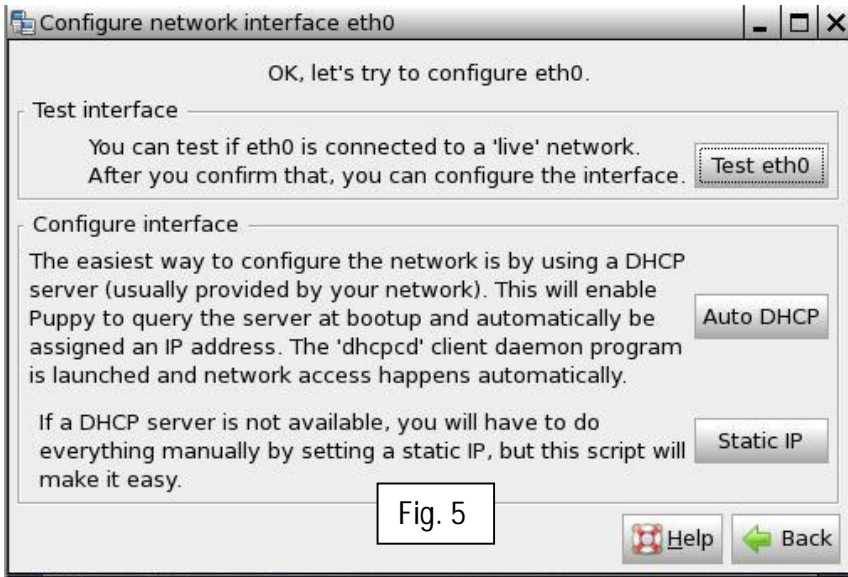 Configure network interface eth0
OK, let's try to configure eth0.
Test interface
You can test if eth0 is connected to a 'live' network.
After you confirm that, you can configure the interface.
Test eth0
Configure interface
The easiest way to configure the network is by using a DHCP
server (usually provided by your network). This will enable
Puppy to query the server at bootup and automatically be
assigned an IP address. The 'dhcpcd' client daemon program
is launched and network access happens automatically.
Auto DHCP
If a DHCP server is not available, you will have to do
everything manually by setting a static IP, but this script will
make it easy.
Static IP
Fig. 5
Help
Back